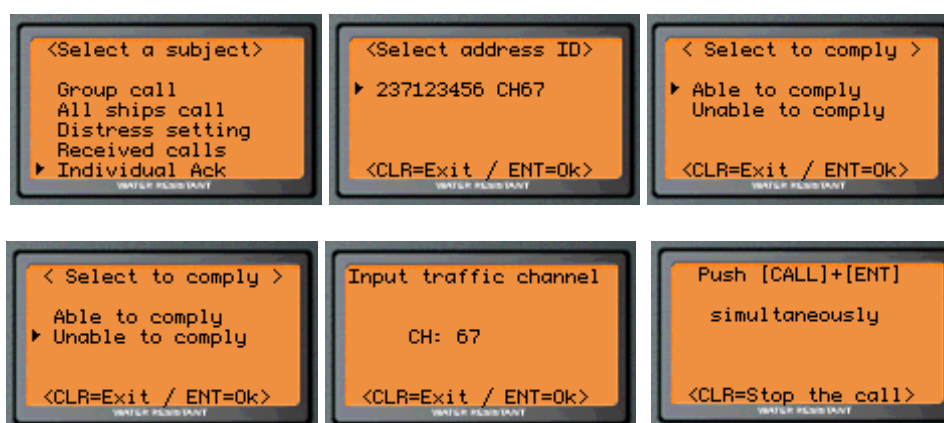 <Select a subject>
Group call
All ships call
Distress setting
Received calls
▶ Individual Ack
WATER RESISTANT
<Select address ID>
▶ 237123456 CH67
<CLR=Exit / ENT=Ok>
WATER RESISTANT
< Select to comply >
▶ Able to comply
Unable to comply
<CLR=Exit / ENT=Ok>
WATER RESISTANT
< Select to comply >
Able to comply
▶ Unable to comply
<CLR=Exit / ENT=Ok>
WATER RESISTANT
Input traffic channel
CH: 67
<CLR=Exit / ENT=Ok>
WATER RESISTANT
Push [CALL]+[ENT]
simultaneously
<CLR=Stop the call>
WATER RESISTANT